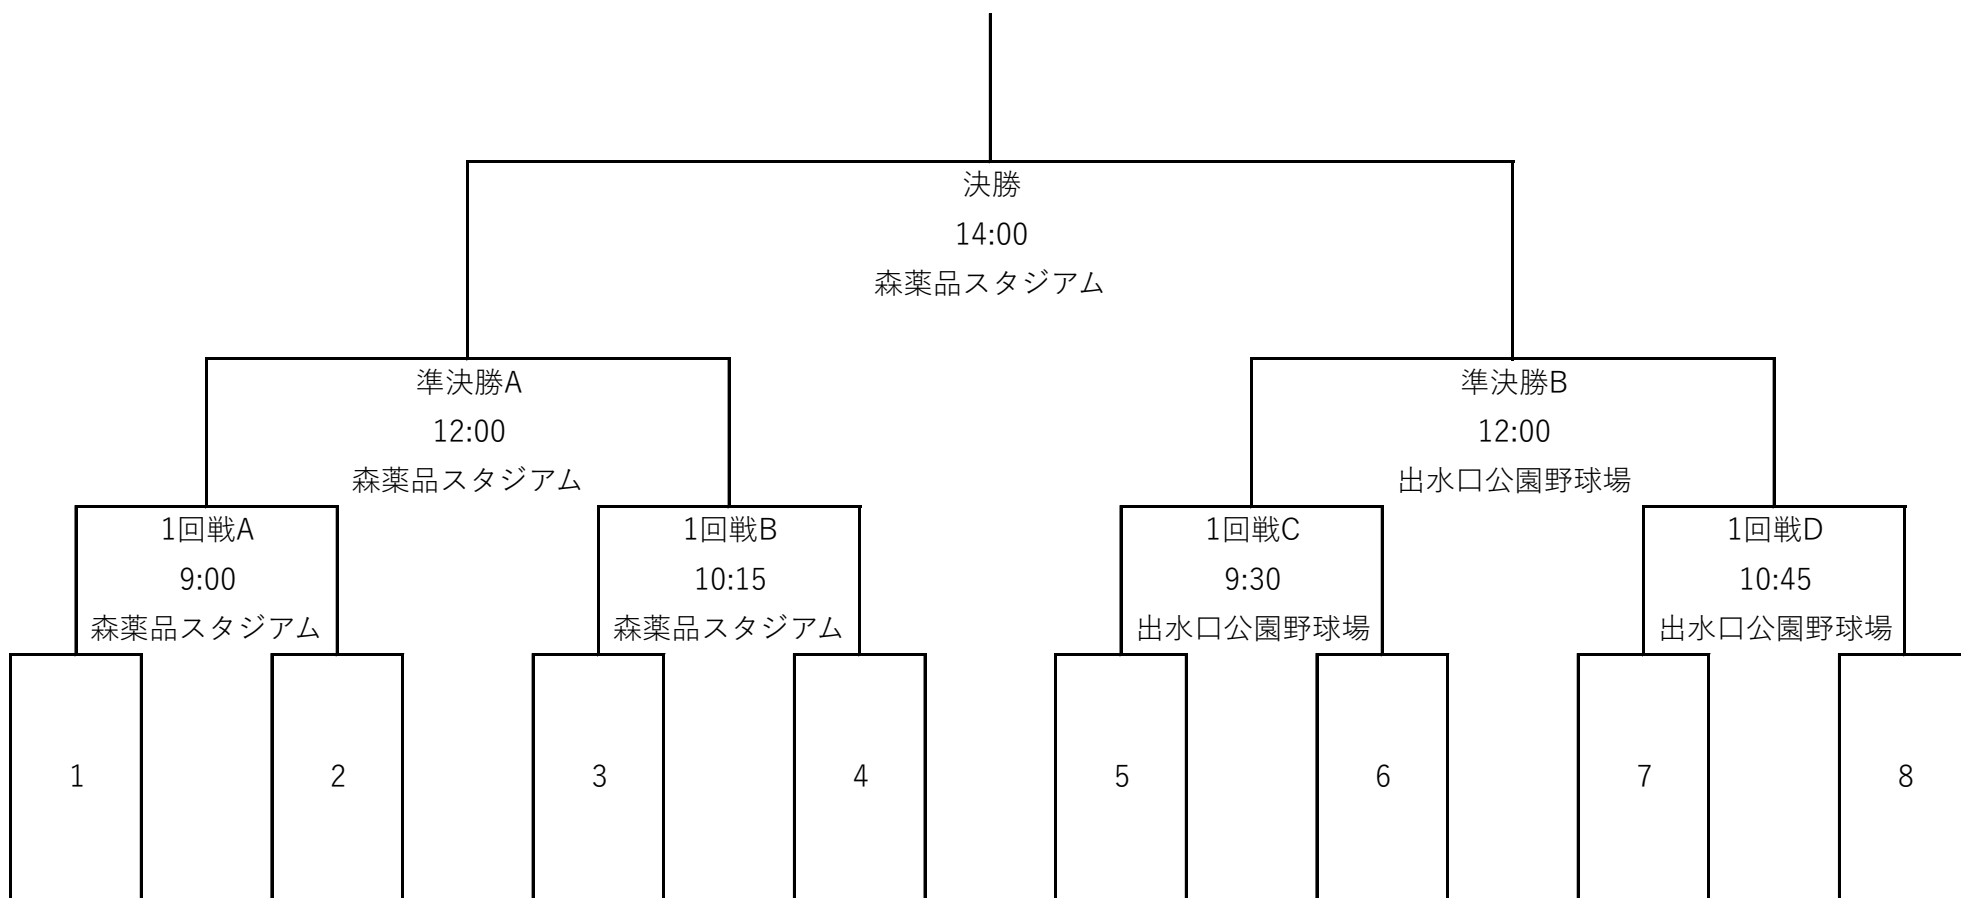 決勝
14:00
森薬品スタジアム
準決勝A
12:00
森薬品スタジアム
準決勝B
12:00
出水口公園野球場
1回戦A
9:00
森薬品スタジアム
1回戦B
10:15
森薬品スタジアム
1回戦C
9:30
出水口公園野球場
1回戦D
10:45
出水口公園野球場
1
2
3
4
5
6
7
8